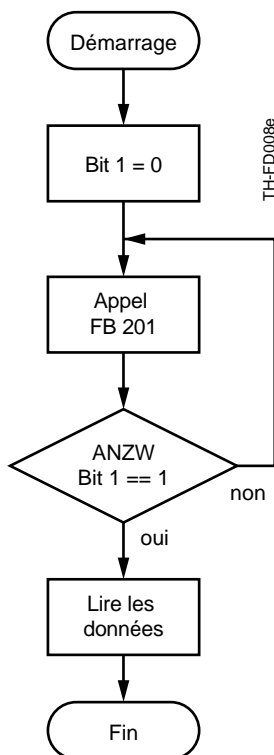 Démarrage
Bit 1 = 0
TH-FD008e
Appel
FB 201
ANZW
Bit 1 == 1
non
oui
Lire les
données
Fin